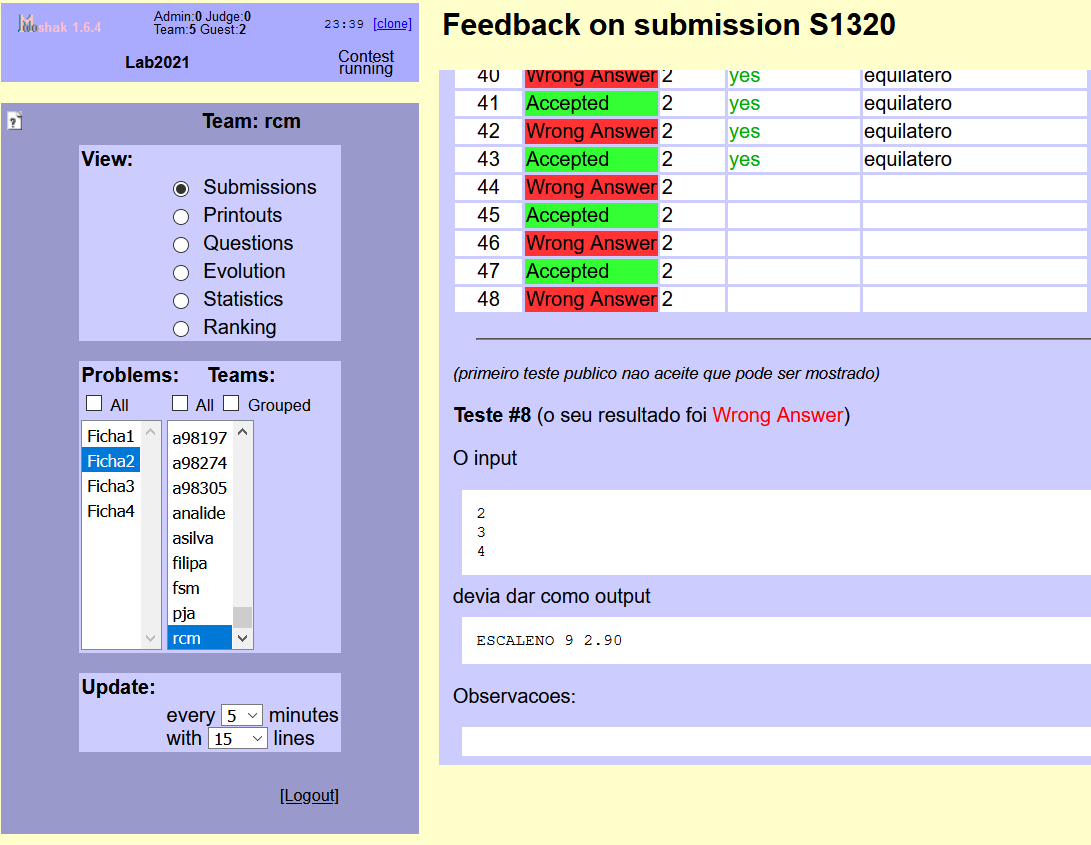 Mooshak 1.6.4
Admin:0 Judge:0
Team:5 Guest:2
23:39 [clone]
Lab2021
Contest
running
Team: rcm
View:
Submissions
Printouts
Questions
Evolution
Statistics
Ranking
Problems: Teams:
All All Grouped
Ficha1
Ficha2
Ficha3
Ficha4
a98197
a98274
a98305
analide
asilva
filipa
fsm
pja
rcm
Update:
every 5 minutes
with 15 lines
[Logout]
Feedback on submission S1320
40 Wrong Answer 2 yes equilatero
41 Accepted 2 yes equilatero
42 Wrong Answer 2 yes equilatero
43 Accepted 2 yes equilatero
44 Wrong Answer 2
45 Accepted 2
46 Wrong Answer 2
47 Accepted 2
48 Wrong Answer 2
(primeiro teste publico nao aceite que pode ser mostrado)
Teste #8 (o seu resultado foi Wrong Answer)
O input
2
3
4
devia dar como output
ESCALENO 9 2.90
Observacoes: